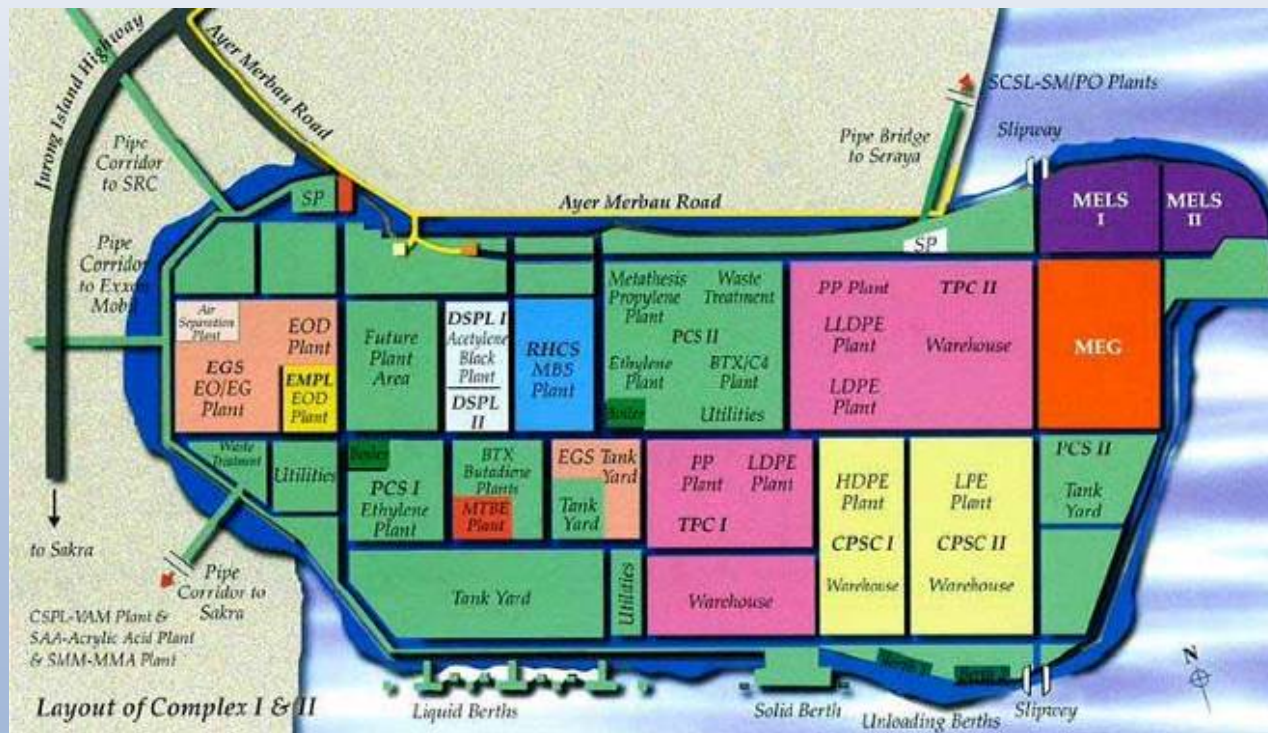 Jurong Island Highway
Ayer Merbau Road
Pipe
Corridor
to SRC
SP
Pipe
Corridor
to Exxon
Mobil
Ayer Merbau Road
Pipe Bridge
to Seraya
SCSL-SM/PO Plants
Slipway
MELS
I
MELS
II
SP
Air
Separation
Plant
EOD
Plant
EGS
EO/EG
Plant
EMPL
EOD
Plant
Future
Plant
Area
DSPL I
Acetylene
Black
Plant
DSPL
II
RHCS
MBS
Plant
Metathesis
Propylene
Plant
Waste
Treatment
PCS II
Ethylene
Plant
BTX/C4
Plant
Boiler
Utilities
PP Plant
TPC II
LLDPE
Plant
Warehouse
LDPE
Plant
MEG
Waste
Treatment
Utilities
Boiler
PCS I
Ethylene
Plant
BTX
Butadiene
Plants
MTBE
Plant
EGS Tank
Yard
Tank
Yard
PP
Plant
LDPE
Plant
TPC I
HDPE
Plant
CPSC I
Warehouse
LPE
Plant
CPSC II
Warehouse
PCS II
Tank
Yard
Tank Yard
Utilities
Warehouse
to Sakra
Pipe
Corridor to
Sakra
CSPL-VAM Plant &
SAA-Acrylic Acid Plant
& SMM-MMA Plant
Layout of Complex I & II
Liquid Berths
Solid Berth
Unloading Berths
Slipwey
N